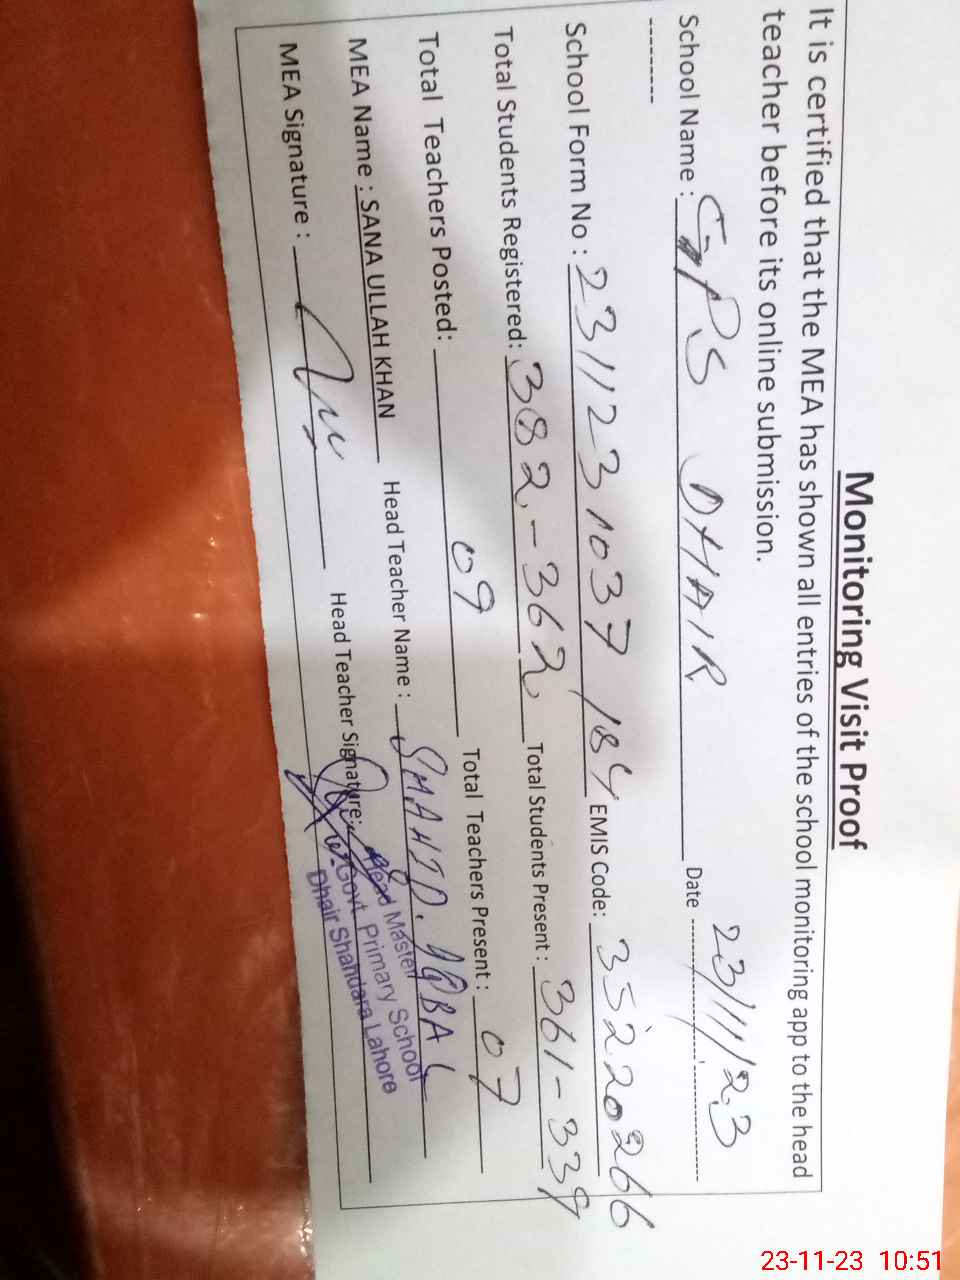 Monitoring Visit Proof
It is certified that the MEA has shown all entries of the school monitoring app to the head
teacher before its online submission.
School Name : GPS DHAIR Date 23/11/23
School Form No : 2311231037184 EMIS Code: 35220266
Total Students Registered: 382-362 Total Students Present : 361-339
Total Teachers Posted: 09 Total Teachers Present : 07
MEA Name : SANA ULLAH KHAN Head Teacher Name : SHAHID IQBAL
MEA Signature : Head Teacher Signature:
Head Master
Govt. Primary School
Dhair Shahdara Lahore
23-11-23 10:51